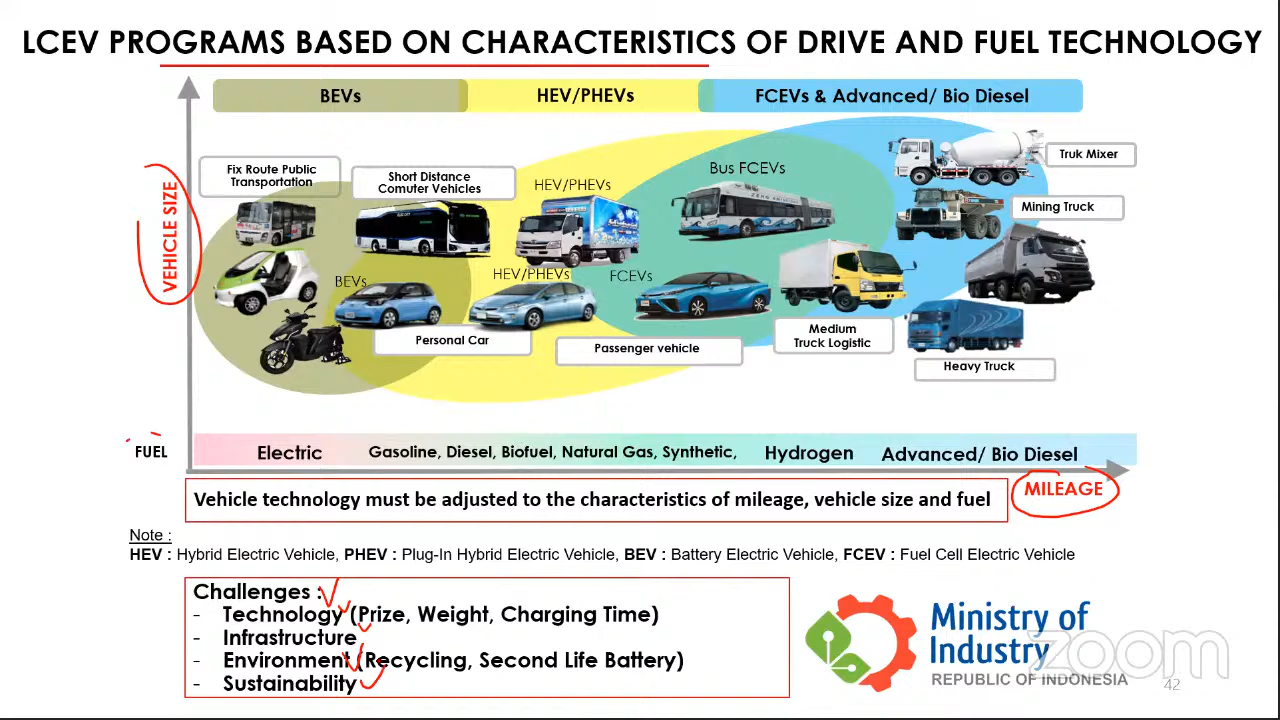 LCEV PROGRAMS BASED ON CHARACTERISTICS OF DRIVE AND FUEL TECHNOLOGY
BEVs
HEV/PHEVs
FCEVs & Advanced/ Bio Diesel
VEHICLE SIZE
Fix Route Public
Transportation
Short Distance
Comuter Vehicles
HEV/PHEVs
Bus FCEVs
Truk Mixer
Mining Truck
BEVs
HEV/PHEVs
FCEVs
Personal Car
Passenger vehicle
Medium
Truck Logistic
Heavy Truck
FUEL
Electric
Gasoline, Diesel, Biofuel, Natural Gas, Synthetic,
Hydrogen
Advanced/ Bio Diesel
Vehicle technology must be adjusted to the characteristics of mileage, vehicle size and fuel
MILEAGE
Note :
HEV : Hybrid Electric Vehicle, PHEV : Plug-In Hybrid Electric Vehicle, BEV : Battery Electric Vehicle, FCEV : Fuel Cell Electric Vehicle
Challenges :
- Technology (Prize, Weight, Charging Time)
- Infrastructure
- Environment (Recycling, Second Life Battery)
- Sustainability
Ministry of
Industry
REPUBLIC OF INDONESIA
zoom
42